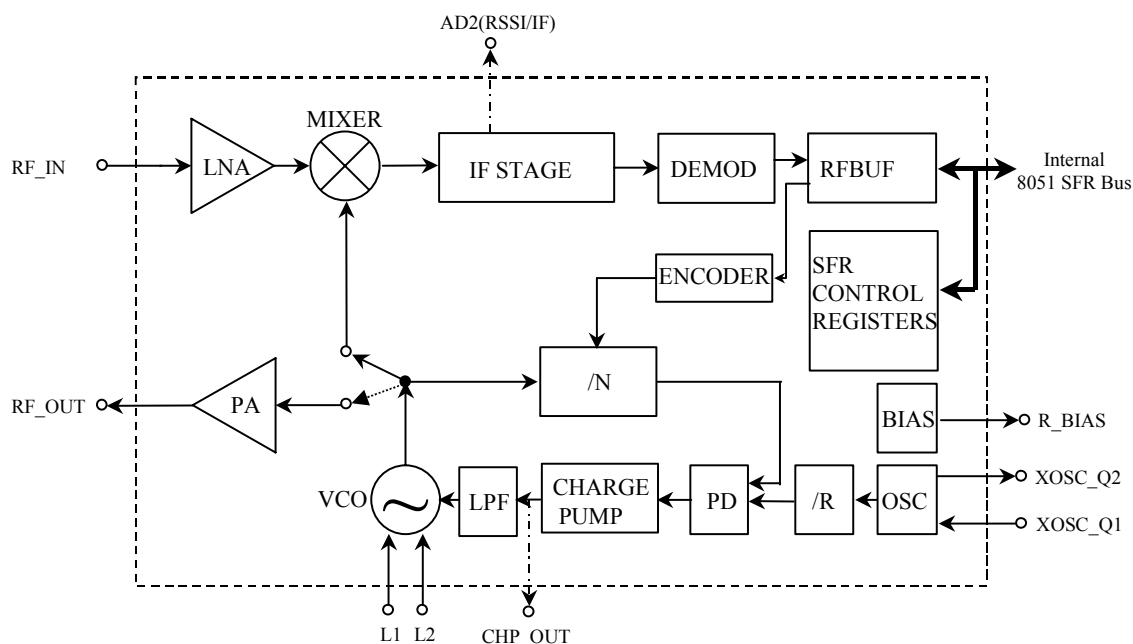 AD2(RSSI/IF)
MIXER
RF_IN
LNA
IF STAGE
DEMOD
RFBUF
Internal
8051 SFR Bus
ENCODER
SFR
CONTROL
REGISTERS
/N
RF_OUT
PA
BIAS
R_BIAS
VCO
LPF
CHARGE
PUMP
PD
/R
OSC
XOSC_Q2
XOSC_Q1
L1
L2
CHP_OUT